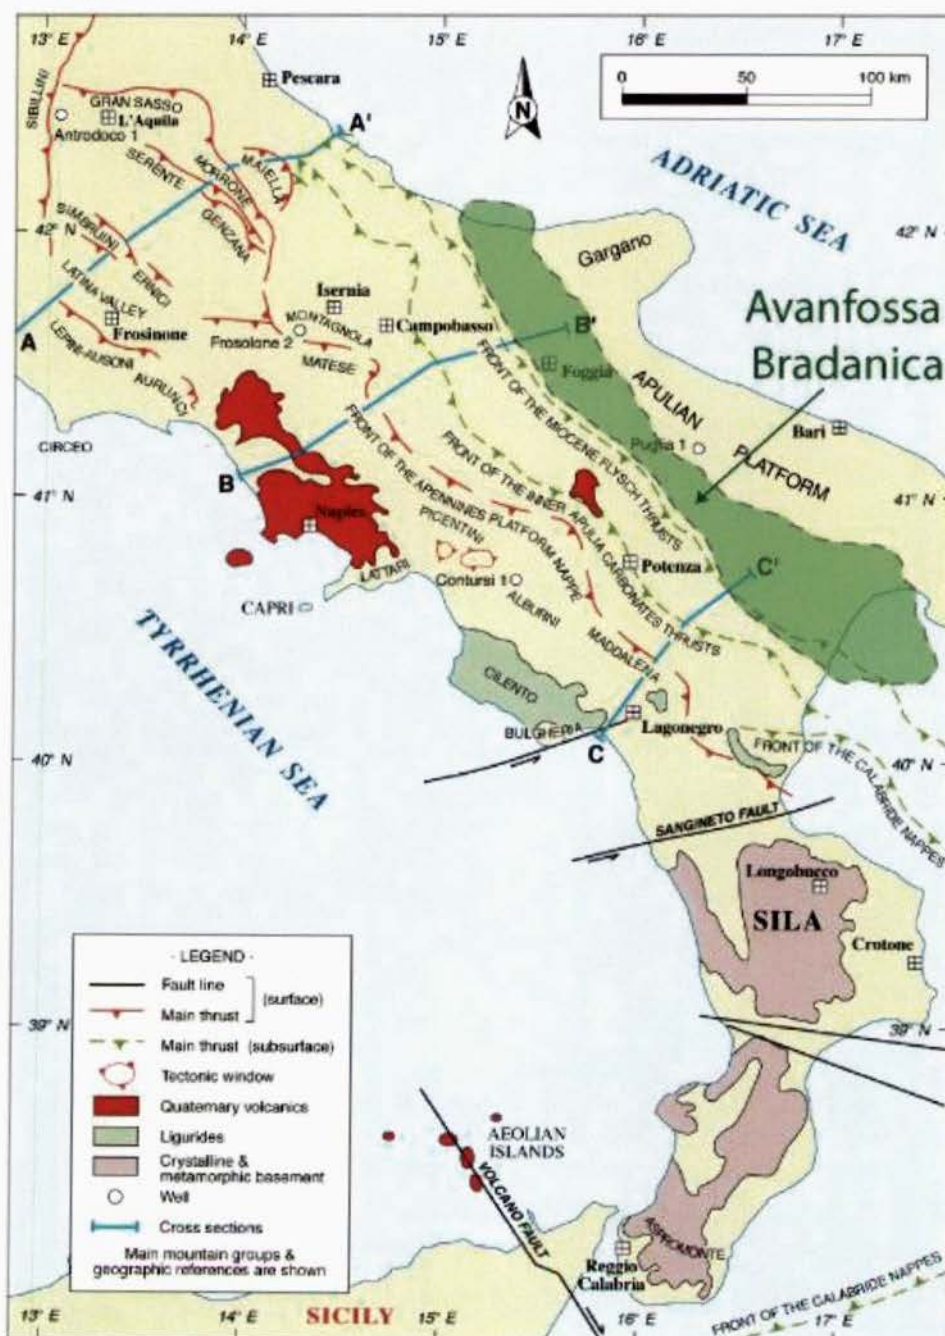 13° E
14° E
15° E
16° E
17° E
0
50
100 km
N
Pescara
SIBILLINI
GRAN SASSO
L'Aquila
Antrodoco 1
A'
ADRIATIC SEA
SERENTE
MORRONE
MAIELLA
GENZANA
42° N
42° N
SIMBRUINI
ERNICI
Gargano
LATINA VALLEY
Isernia
Avanfossa
Bradanica
A
Frosinone
MONTAGNOLA
Campobasso
B'
Frosolone 2
LEPINI-AUSONI
MATESE
Foggia
AURUNCI
APULIAN
PLATFORM
CIRCEO
Puglia 1
Bari
FRONT OF THE MIOCENE FLYSCH THRUSTS
FRONT OF THE INNER APULIA CARBONATES THRUSTS
FRONT OF THE APENNINES PLATFORM NAPPE
41° N
41° N
B
Naples
PICENTINI
Potenza
C'
LATTARI
Contursi 1
CAPRI
ALBURNI
TYRRHENIAN SEA
MADDALENA
CILENTO
BULGHERIA
Lagonegro
C
40° N
40° N
FRONT OF THE CALABRIDE NAPPES
SANGINETO FAULT
Longobucco
SILA
Crotone
39° N
39° N
- LEGEND -
Fault line
Main thrust
(surface)
Main thrust (subsurface)
Tectonic window
Quaternary volcanics
Ligurides
Crystalline &
metamorphic basement
Well
Cross sections
Main mountain groups &
geographic references are shown
AEOLIAN
ISLANDS
VOLCANO FAULT
ASPROMONTE
Reggio
Calabria
FRONT OF THE CALABRIDE NAPPES
13° E
14° E
SICILY
15° E
16° E
17° E